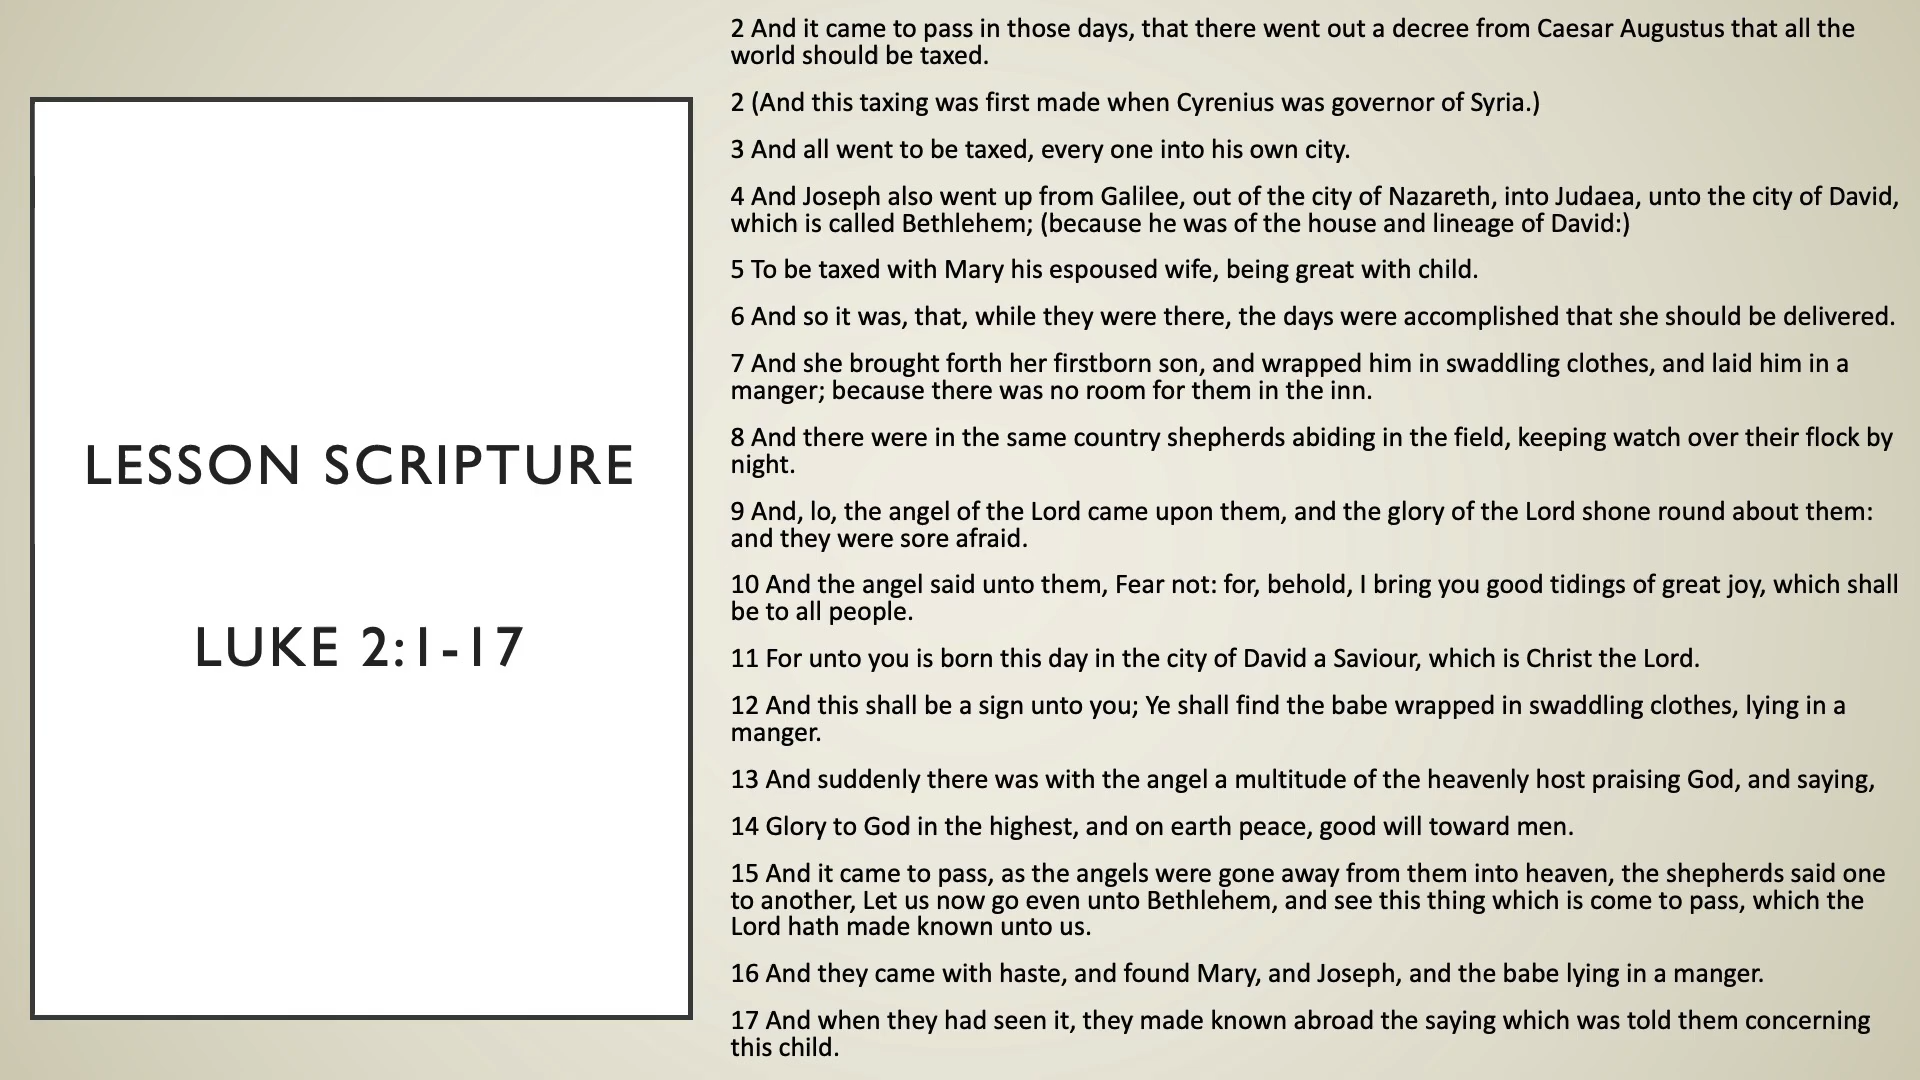 LESSON SCRIPTURE
LUKE 2:1-17
2 And it came to pass in those days, that there went out a decree from Caesar Augustus that all the
world should be taxed.
2 (And this taxing was first made when Cyrenius was governor of Syria.)
3 And all went to be taxed, every one into his own city.
4 And Joseph also went up from Galilee, out of the city of Nazareth, into Judaea, unto the city of David,
which is called Bethlehem; (because he was of the house and lineage of David:)
5 To be taxed with Mary his espoused wife, being great with child.
6 And so it was, that, while they were there, the days were accomplished that she should be delivered.
7 And she brought forth her firstborn son, and wrapped him in swaddling clothes, and laid him in a
manger; because there was no room for them in the inn.
8 And there were in the same country shepherds abiding in the field, keeping watch over their flock by
night.
9 And, lo, the angel of the Lord came upon them, and the glory of the Lord shone round about them:
and they were sore afraid.
10 And the angel said unto them, Fear not: for, behold, I bring you good tidings of great joy, which shall
be to all people.
11 For unto you is born this day in the city of David a Saviour, which is Christ the Lord.
12 And this shall be a sign unto you; Ye shall find the babe wrapped in swaddling clothes, lying in a
manger.
13 And suddenly there was with the angel a multitude of the heavenly host praising God, and saying,
14 Glory to God in the highest, and on earth peace, good will toward men.
15 And it came to pass, as the angels were gone away from them into heaven, the shepherds said one
to another, Let us now go even unto Bethlehem, and see this thing which is come to pass, which the
Lord hath made known unto us.
16 And they came with haste, and found Mary, and Joseph, and the babe lying in a manger.
17 And when they had seen it, they made known abroad the saying which was told them concerning
this child.